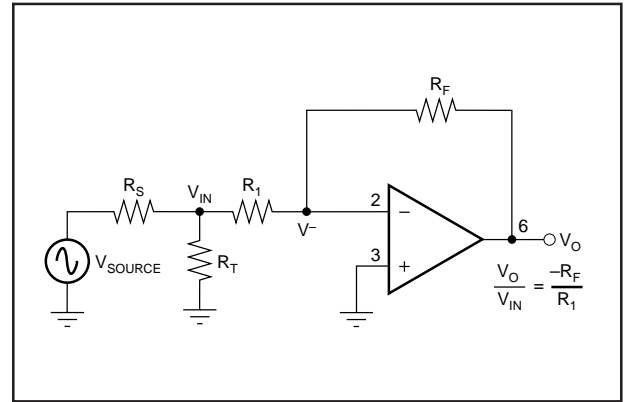 R_F
R_S
V_IN
R_1
2
V–
–
6
V_O
3
+
V_SOURCE
R_T
V_O / V_IN = –R_F / R_1